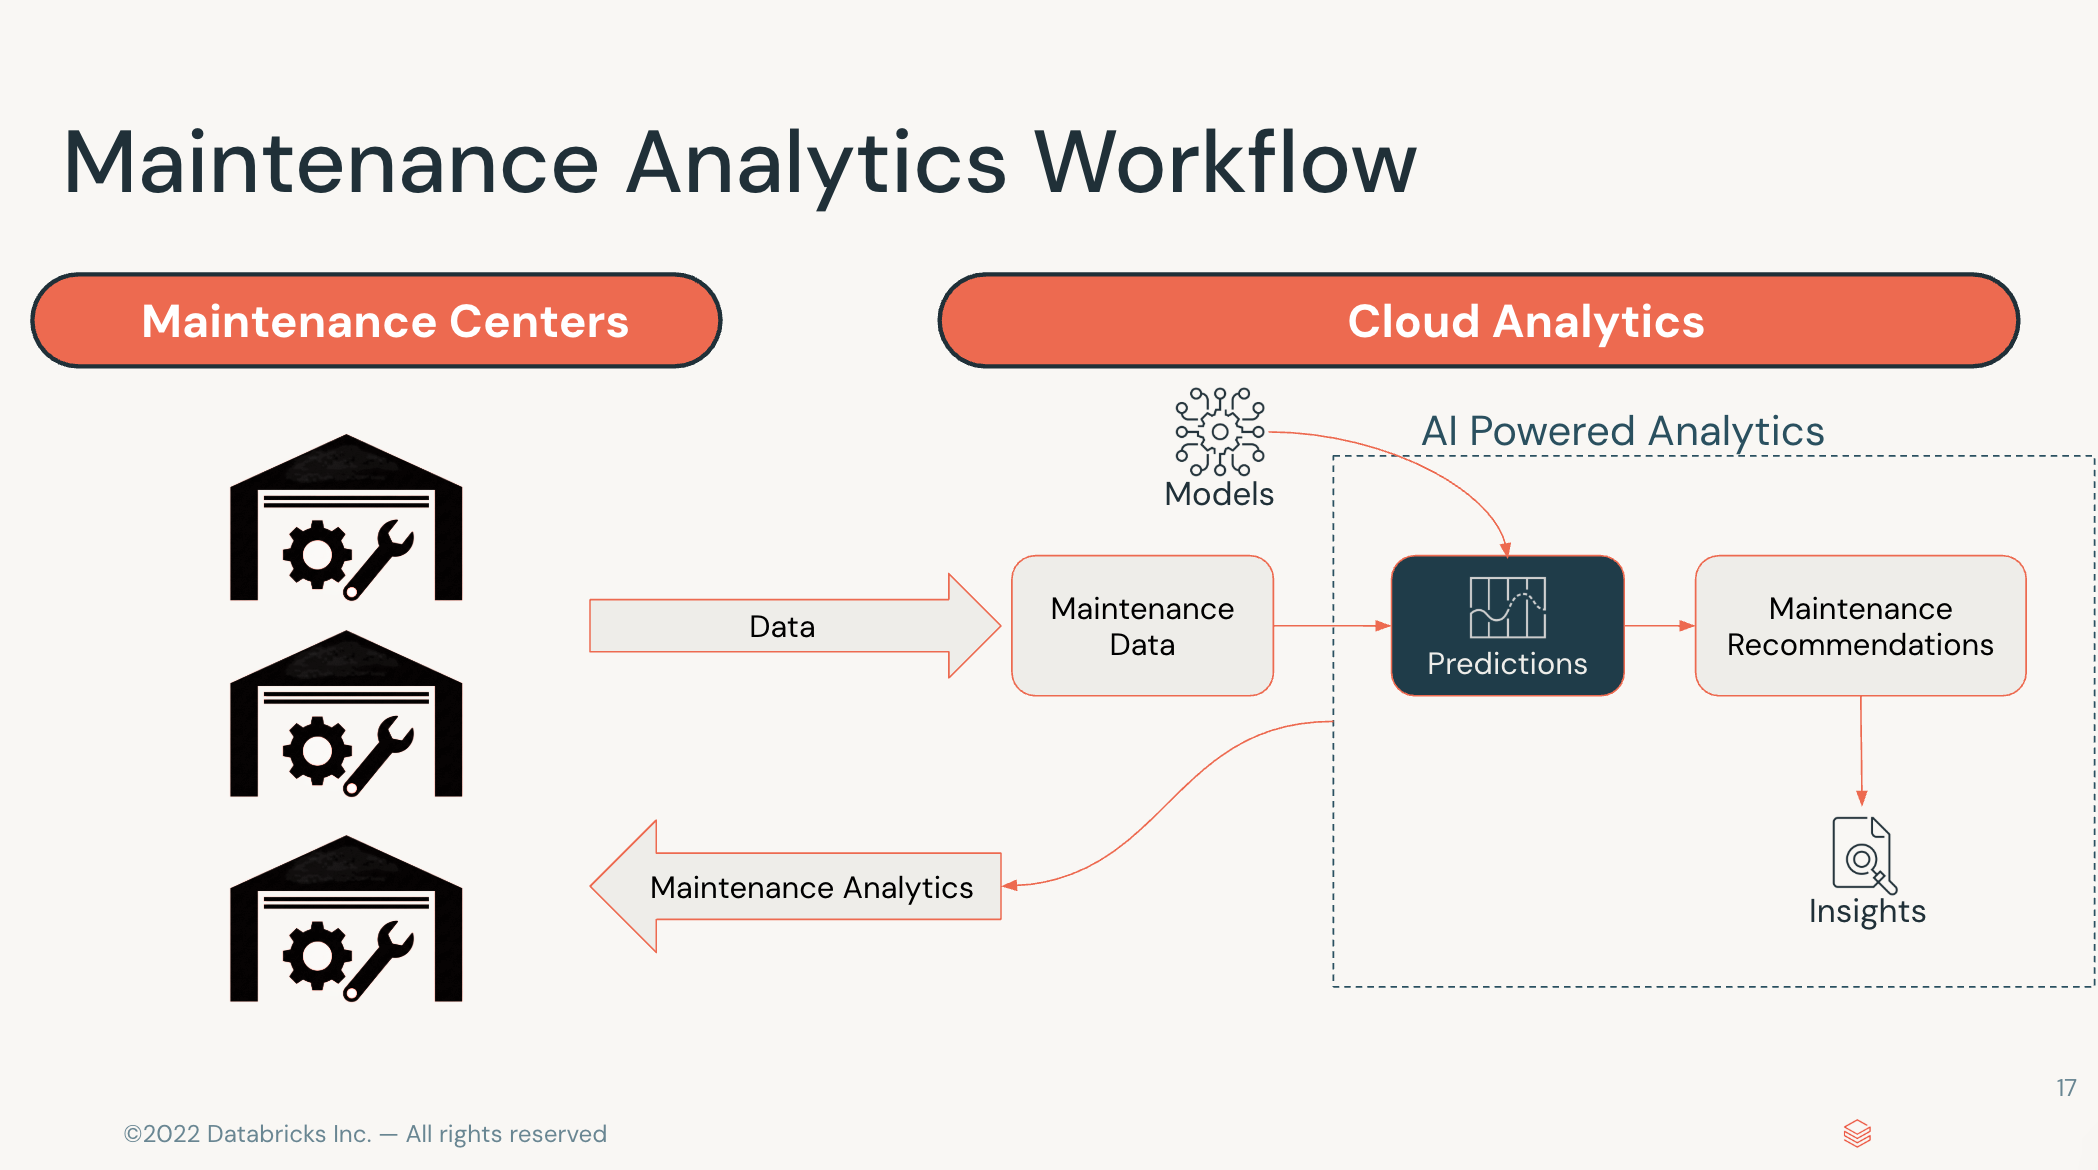 Maintenance Analytics Workflow
Maintenance Centers
Cloud Analytics
Models
AI Powered Analytics
Data
Maintenance
Data
Predictions
Maintenance
Recommendations
Maintenance Analytics
Insights
17
©2022 Databricks Inc. — All rights reserved